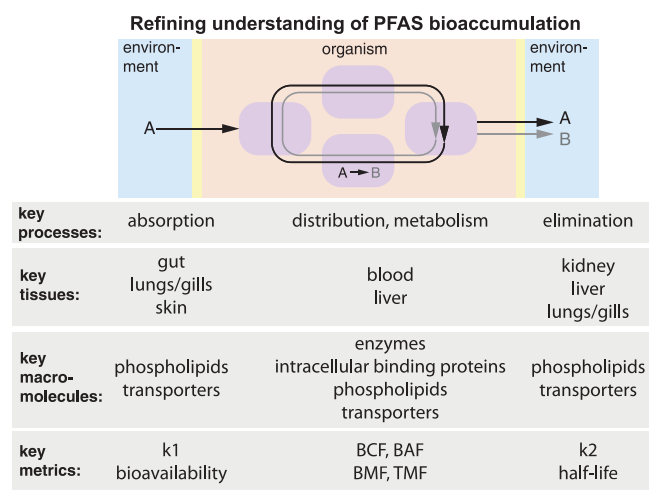 Refining understanding of PFAS bioaccumulation
environ-
ment
organism
environ-
ment
A
A
B
A
B
key
processes:
absorption
distribution, metabolism
elimination
key
tissues:
gut
lungs/gills
skin
blood
liver
kidney
liver
lungs/gills
key
macro-
molecules:
phospholipids
transporters
enzymes
intracellular binding proteins
phospholipids
transporters
phospholipids
transporters
key
metrics:
k1
bioavailability
BCF, BAF
BMF, TMF
k2
half-life